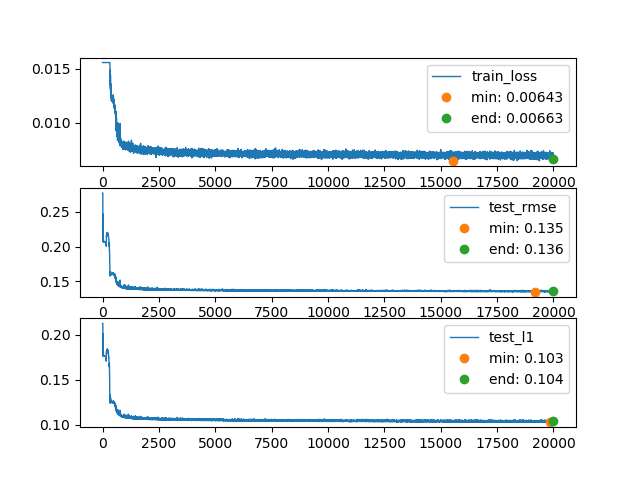 0.015
0.010
train_loss
min: 0.00643
end: 0.00663
0 2500 5000 7500 10000 12500 15000 17500 20000
0.25
0.20
0.15
test_rmse
min: 0.135
end: 0.136
0 2500 5000 7500 10000 12500 15000 17500 20000
0.20
0.15
0.10
test_l1
min: 0.103
end: 0.104
0 2500 5000 7500 10000 12500 15000 17500 20000